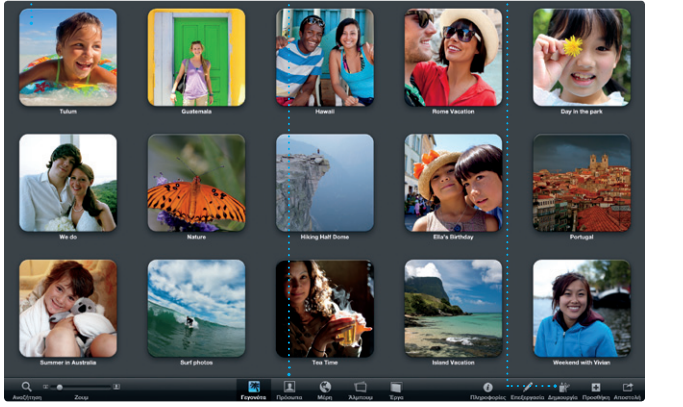 Tulum Guatemala Hawaii Rome Vacation Day in the park
We do Nature Hiking Half Dome Ella's Birthday Portugal
Summer in Australia Surf photos Tea Time Island Vacation Weekend with Vivian
Αναζήτηση Ζουμ Γεγονότα Πρόσωπα Μέρη Άλμπουμ Έργα Πληροφορίες Επεξεργασία Δημιουργία Προσθήκη Αποστολή